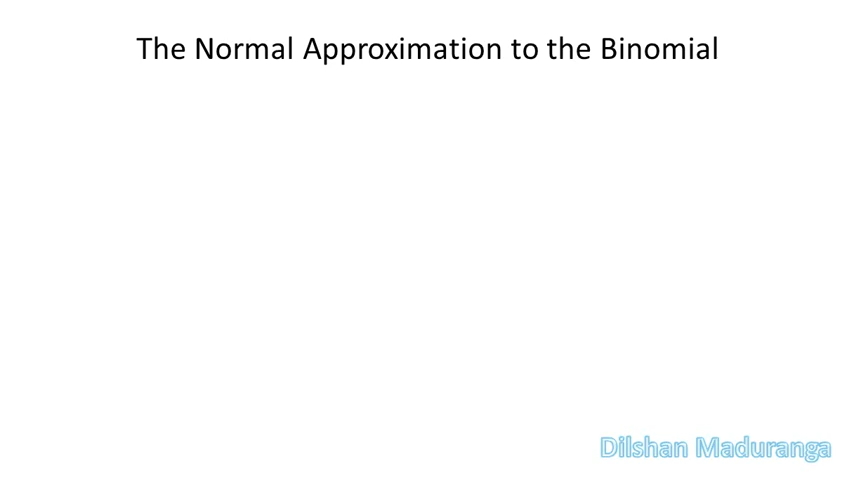 The Normal Approximation to the Binomial
Dilshan Maduranga